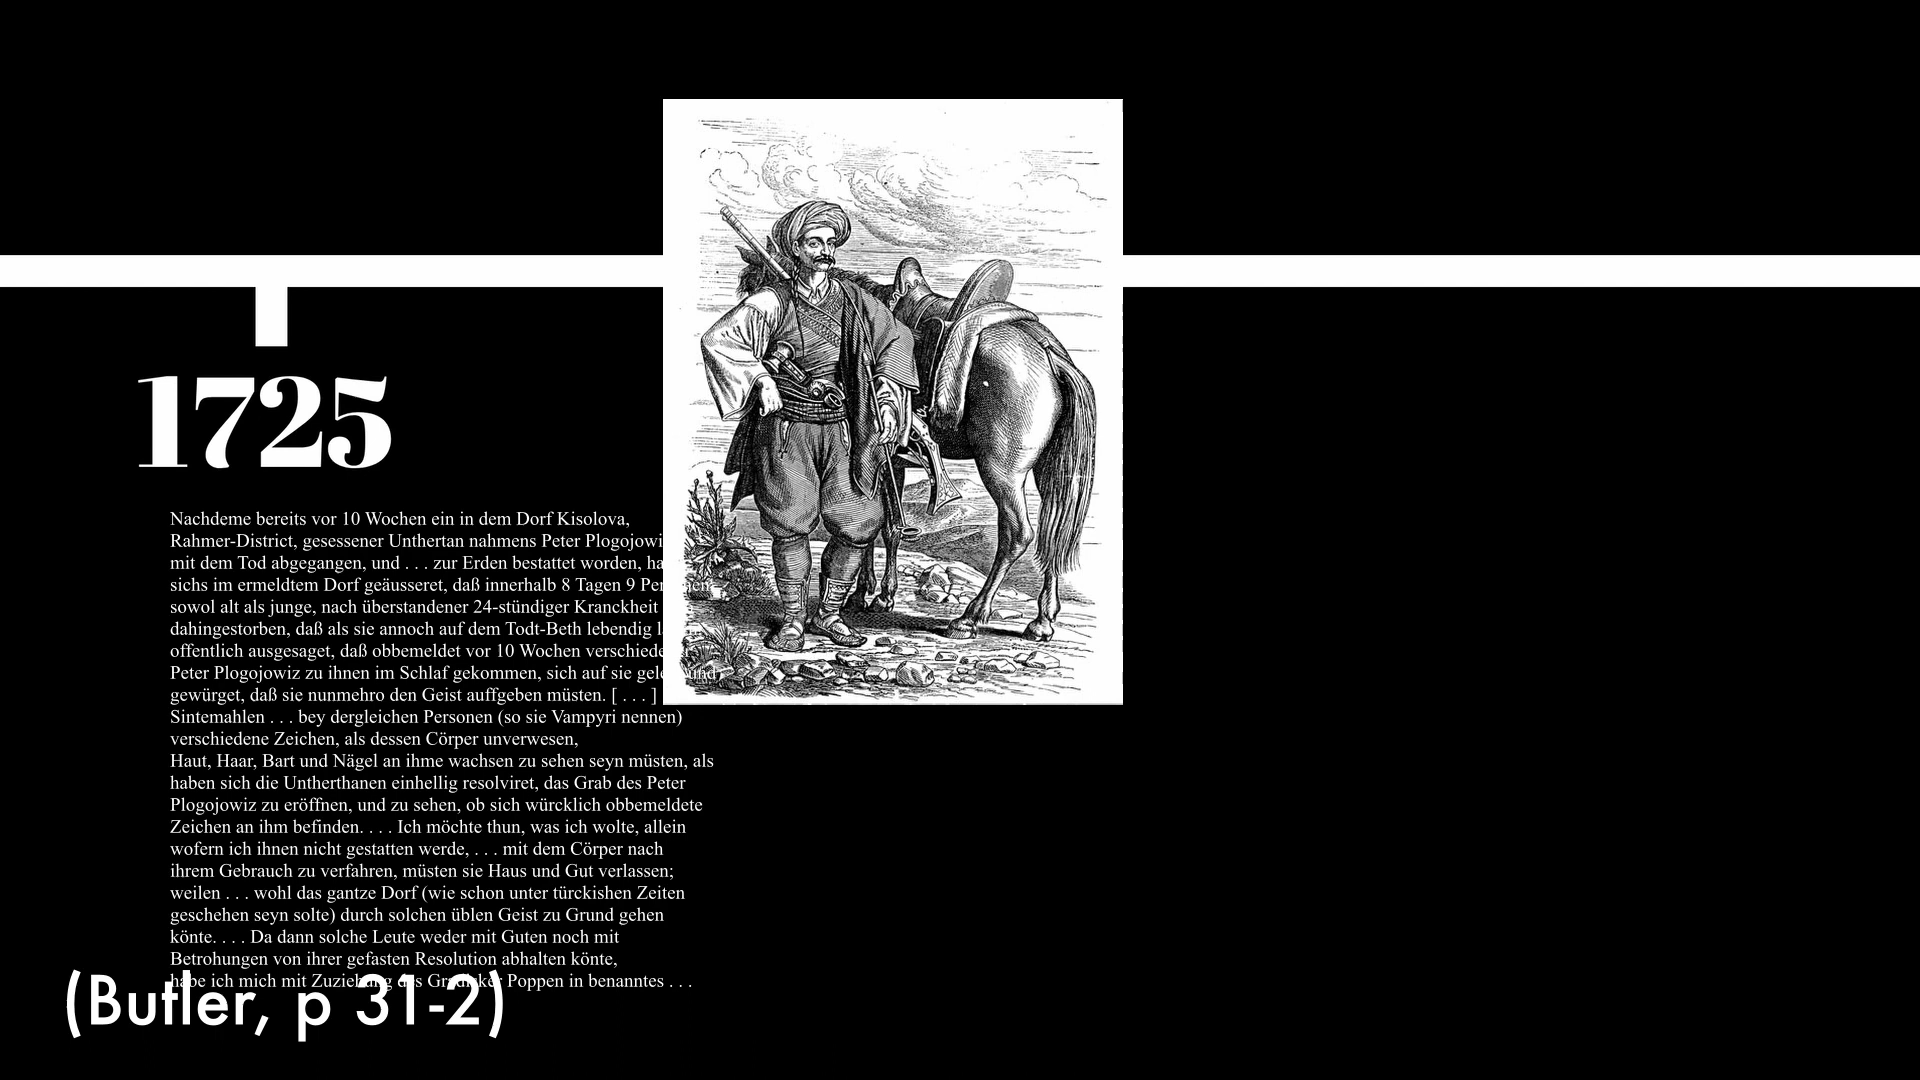 1725
Nachdeme bereits vor 10 Wochen ein in dem Dorf Kisolova,
Rahmer-District, gesessener Unthertan nahmens Peter
mit dem Tod abgegangen, und . . . zur Erden bestattet worden,
sichs im ermeldtem Dorf geäusseret, daß innerhalb 8 Tagen 9
sowol alt als junge, nach überstandener 24-stündiger Kranckheit
dahingestorben, daß als sie annoch auf dem Todt-Beth lebendig
offentlich ausgesaget, daß obbemeldet vor 10 Wochen
Peter Plogojowiz zu ihnen im Schlaf gekommen, sich auf sie
gewürget, daß sie nunmehro den Geist auffgeben müsten. [ . . . ]
Sintemahlen . . . bey dergleichen Personen (so sie Vampyri nennen)
verschiedene Zeichen, als dessen Cörper unverwesen,
Haut, Haar, Bart und Nägel an ihme wachsen zu sehen seyn müsten, als
haben sich die Untherthanen einhellig resolviret, das Grab des Peter
Plogojowiz zu eröffnen, und zu sehen, ob sich würcklich obbemeldete
Zeichen an ihm befinden. . . . Ich möchte thun, was ich wolte, allein
wofern ich ihnen nicht gestatten werde, . . . mit dem Cörper nach
ihrem Gebrauch zu verfahren, müsten sie Haus und Gut verlassen;
weilen . . . wohl das gantze Dorf (wie schon unter türckishen Zeiten
geschehen seyn solte) durch solchen üblen Geist zu Grund gehen
könte. . . . Da dann solche Leute weder mit Guten noch mit
Betrohungen von ihrer gefasten Resolution abhalten könte,
habe ich mich mit Zuziehung des Gradisker Poppen in benanntes . . .
(Butler, p 31-2)